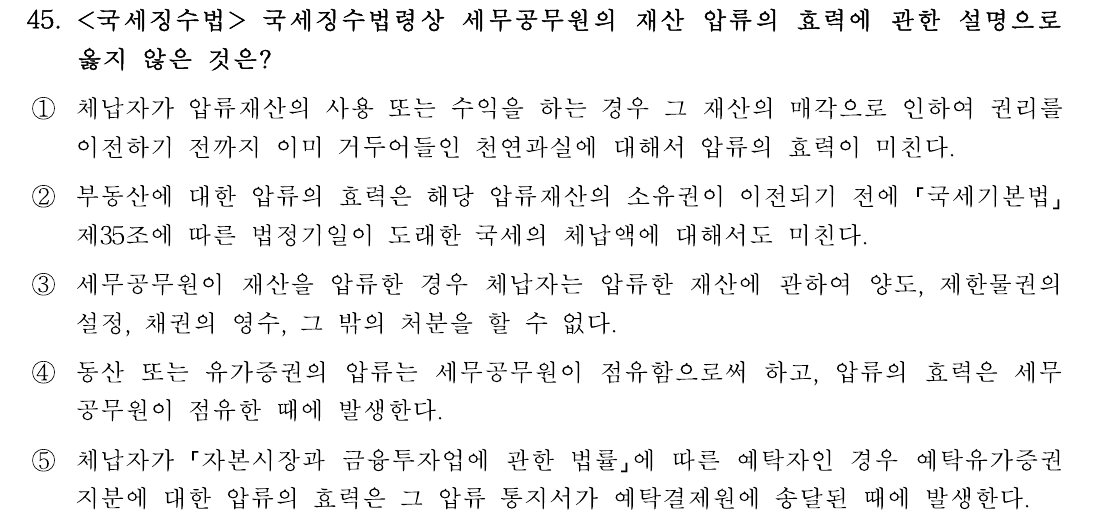 45. <국세징수법> 국세징수법령상 세무공무원의 재산 압류의 효력에 관한 설명으로
옳지 않은 것은?
① 체납자가 압류재산의 사용 또는 수익을 하는 경우 그 재산의 매각으로 인하여 권리를
이전하기 전까지 이미 거두어들인 천연과실에 대해서 압류의 효력이 미친다.
② 부동산에 대한 압류의 효력은 해당 압류재산의 소유권이 이전되기 전에 「국세기본법」
제35조에 따른 법정기일이 도래한 국세의 체납액에 대해서도 미친다.
③ 세무공무원이 재산을 압류한 경우 체납자는 압류한 재산에 관하여 양도, 제한물권의
설정, 채권의 영수, 그 밖의 처분을 할 수 없다.
④ 동산 또는 유가증권의 압류는 세무공무원이 점유함으로써 하고, 압류의 효력은 세무
공무원이 점유한 때에 발생한다.
⑤ 체납자가 「자본시장과 금융투자업에 관한 법률」에 따른 예탁자인 경우 예탁유가증권
지분에 대한 압류의 효력은 그 압류 통지서가 예탁결제원에 송달된 때에 발생한다.